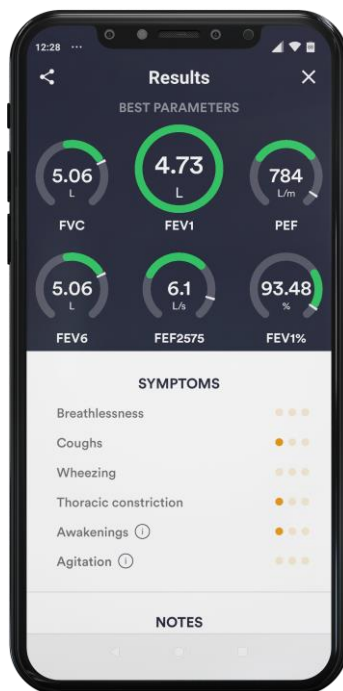 12:28 ...
Results
BEST PARAMETERS
5.06 4.73 784
L L L/m
FVC FEV1 PEF
5.06 6.1 93.48
L L/s %
FEV6 FEF2575 FEV1%
SYMPTOMS
Breathlessness
Coughs
Wheezing
Thoracic constriction
Awakenings i
Agitation i
NOTES